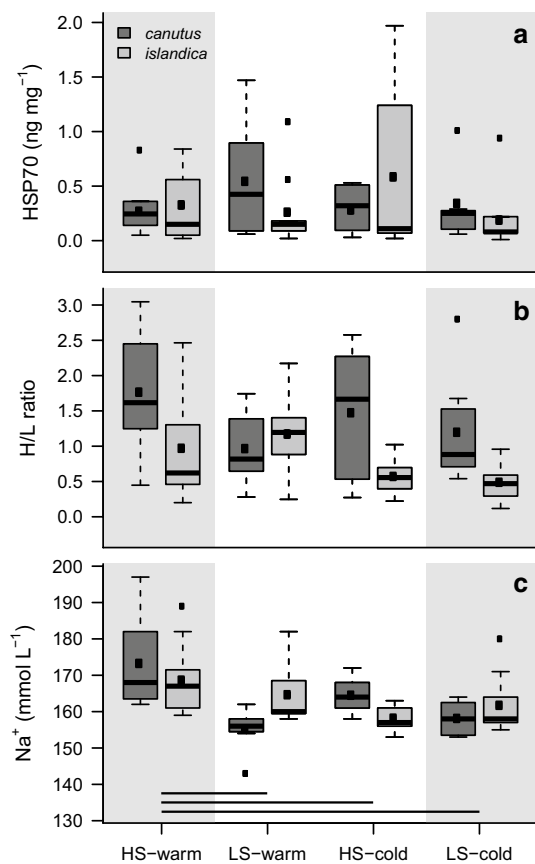 a
canutus
islandica
HSP70 (ng mg⁻¹)
2.0
1.5
1.0
0.5
0.0
b
H/L ratio
3.0
2.5
2.0
1.5
1.0
0.5
0.0
c
Na⁺ (mmol L⁻¹)
200
190
180
170
160
150
140
130
HS−warm LS−warm HS−cold LS−cold